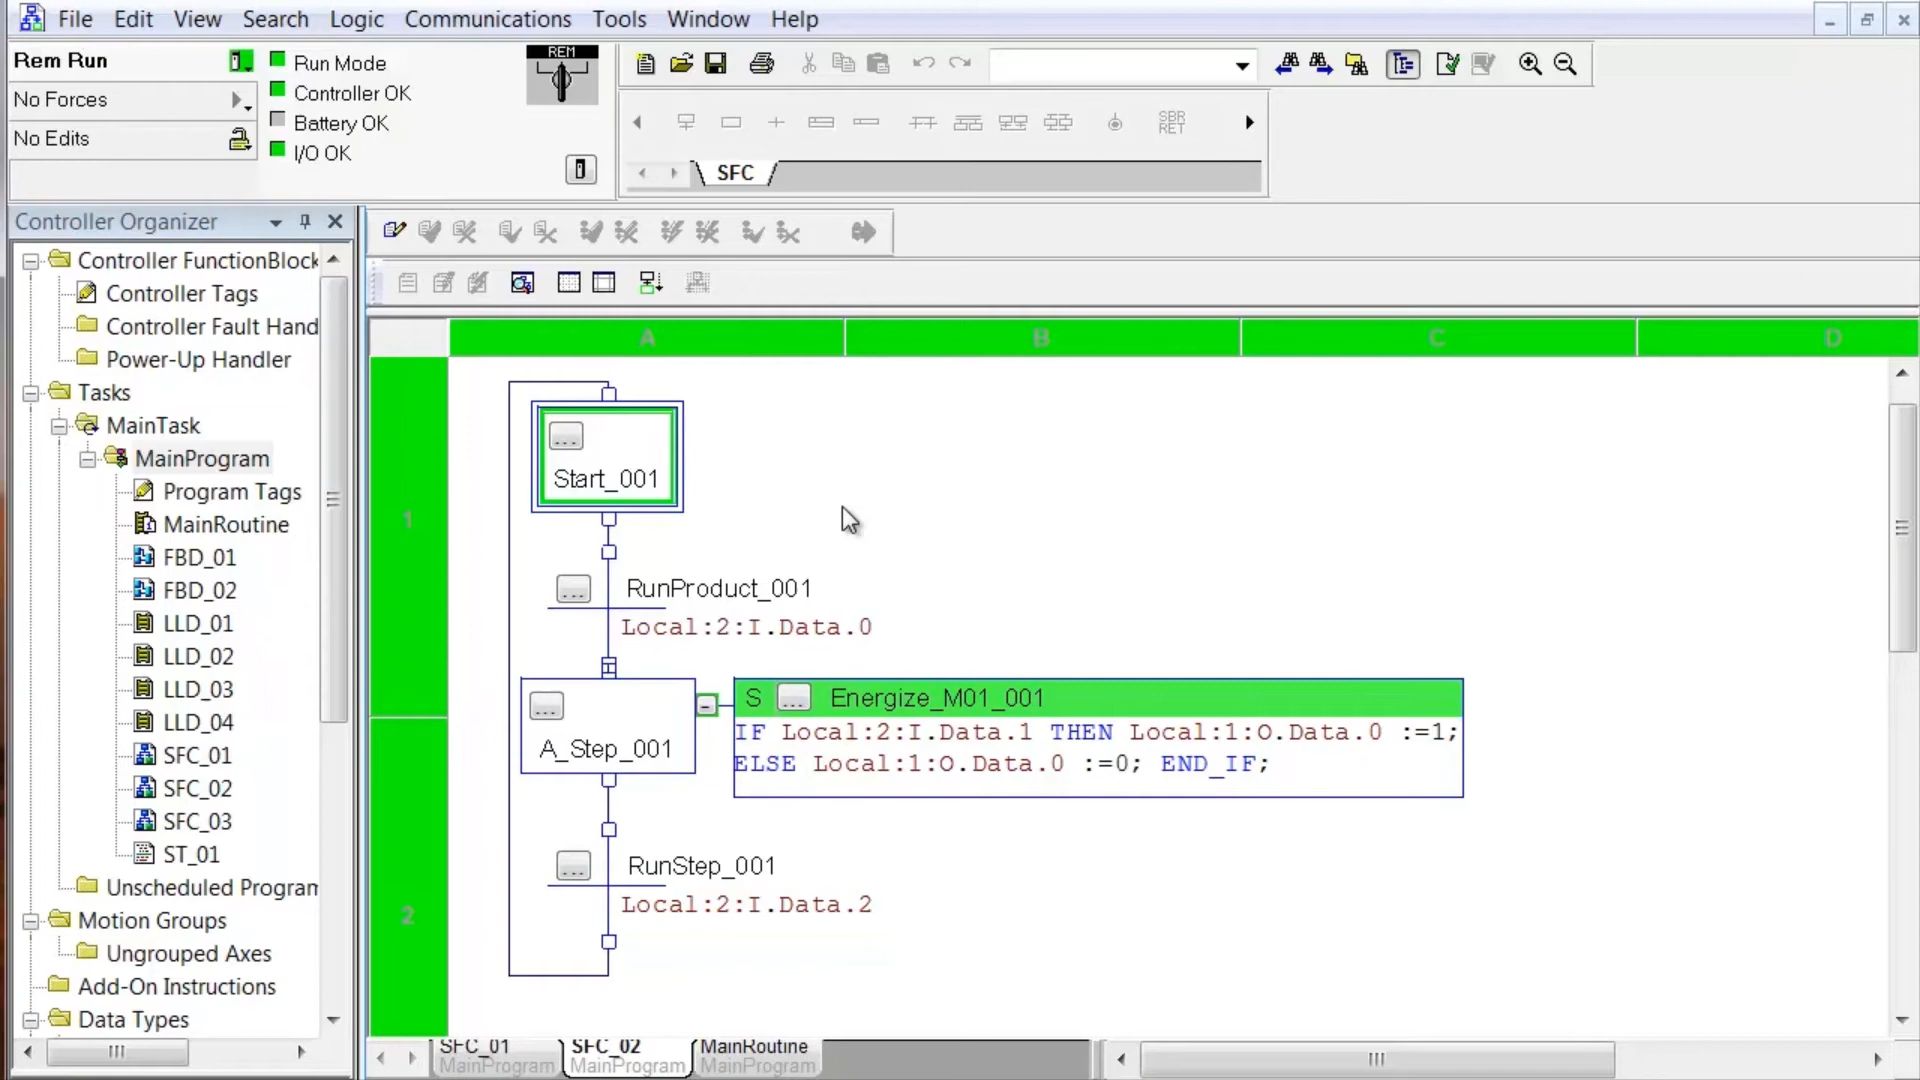 File Edit View Search Logic Communications Tools Window Help
Rem Run
No Forces
No Edits
Run Mode
Controller OK
Battery OK
I/O OK
REM
SBR
RET
SFC
Controller Organizer
Controller FunctionBlock
Controller Tags
Controller Fault Hand
Power-Up Handler
Tasks
MainTask
MainProgram
Program Tags
MainRoutine
FBD_01
FBD_02
LLD_01
LLD_02
LLD_03
LLD_04
SFC_01
SFC_02
SFC_03
ST_01
Unscheduled Program
Motion Groups
Ungrouped Axes
Add-On Instructions
Data Types
A B C D
1
2
...
Start_001
... RunProduct_001
Local:2:I.Data.0
...
A_Step_001
S ... Energize_M01_001
IF Local:2:I.Data.1 THEN Local:1:O.Data.0 :=1;
ELSE Local:1:O.Data.0 :=0; END_IF;
... RunStep_001
Local:2:I.Data.2
SFC_01 SFC_02 MainRoutine
MainProgram MainProgram MainProgram